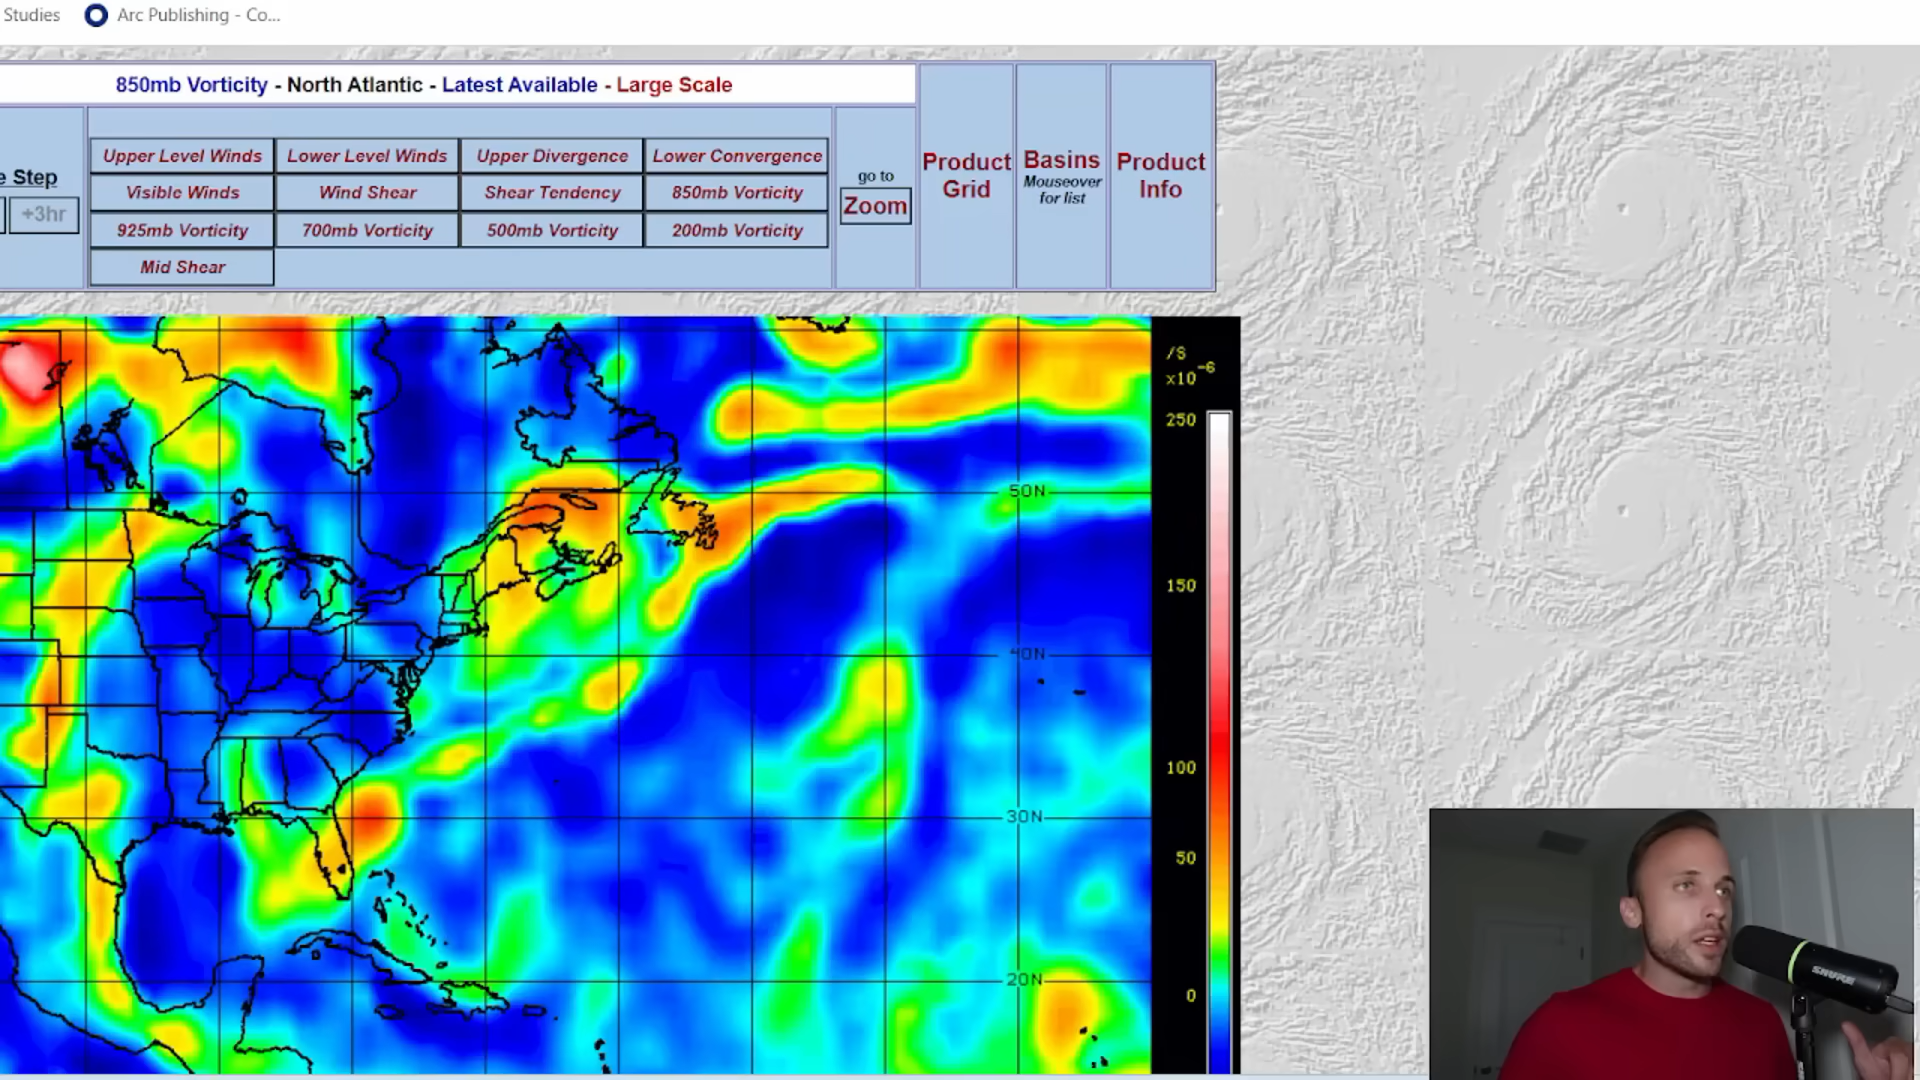 Studies
Arc Publishing - Co...
850mb Vorticity - North Atlantic - Latest Available - Large Scale
e Step
+3hr
Upper Level Winds
Lower Level Winds
Upper Divergence
Lower Convergence
Visible Winds
Wind Shear
Shear Tendency
850mb Vorticity
925mb Vorticity
700mb Vorticity
500mb Vorticity
200mb Vorticity
Mid Shear
go to
Zoom
Product
Grid
Basins
Mouseover
for list
Product
Info
/S
x10-6
250
150
100
50
0
50N
40N
30N
20N
SHURE